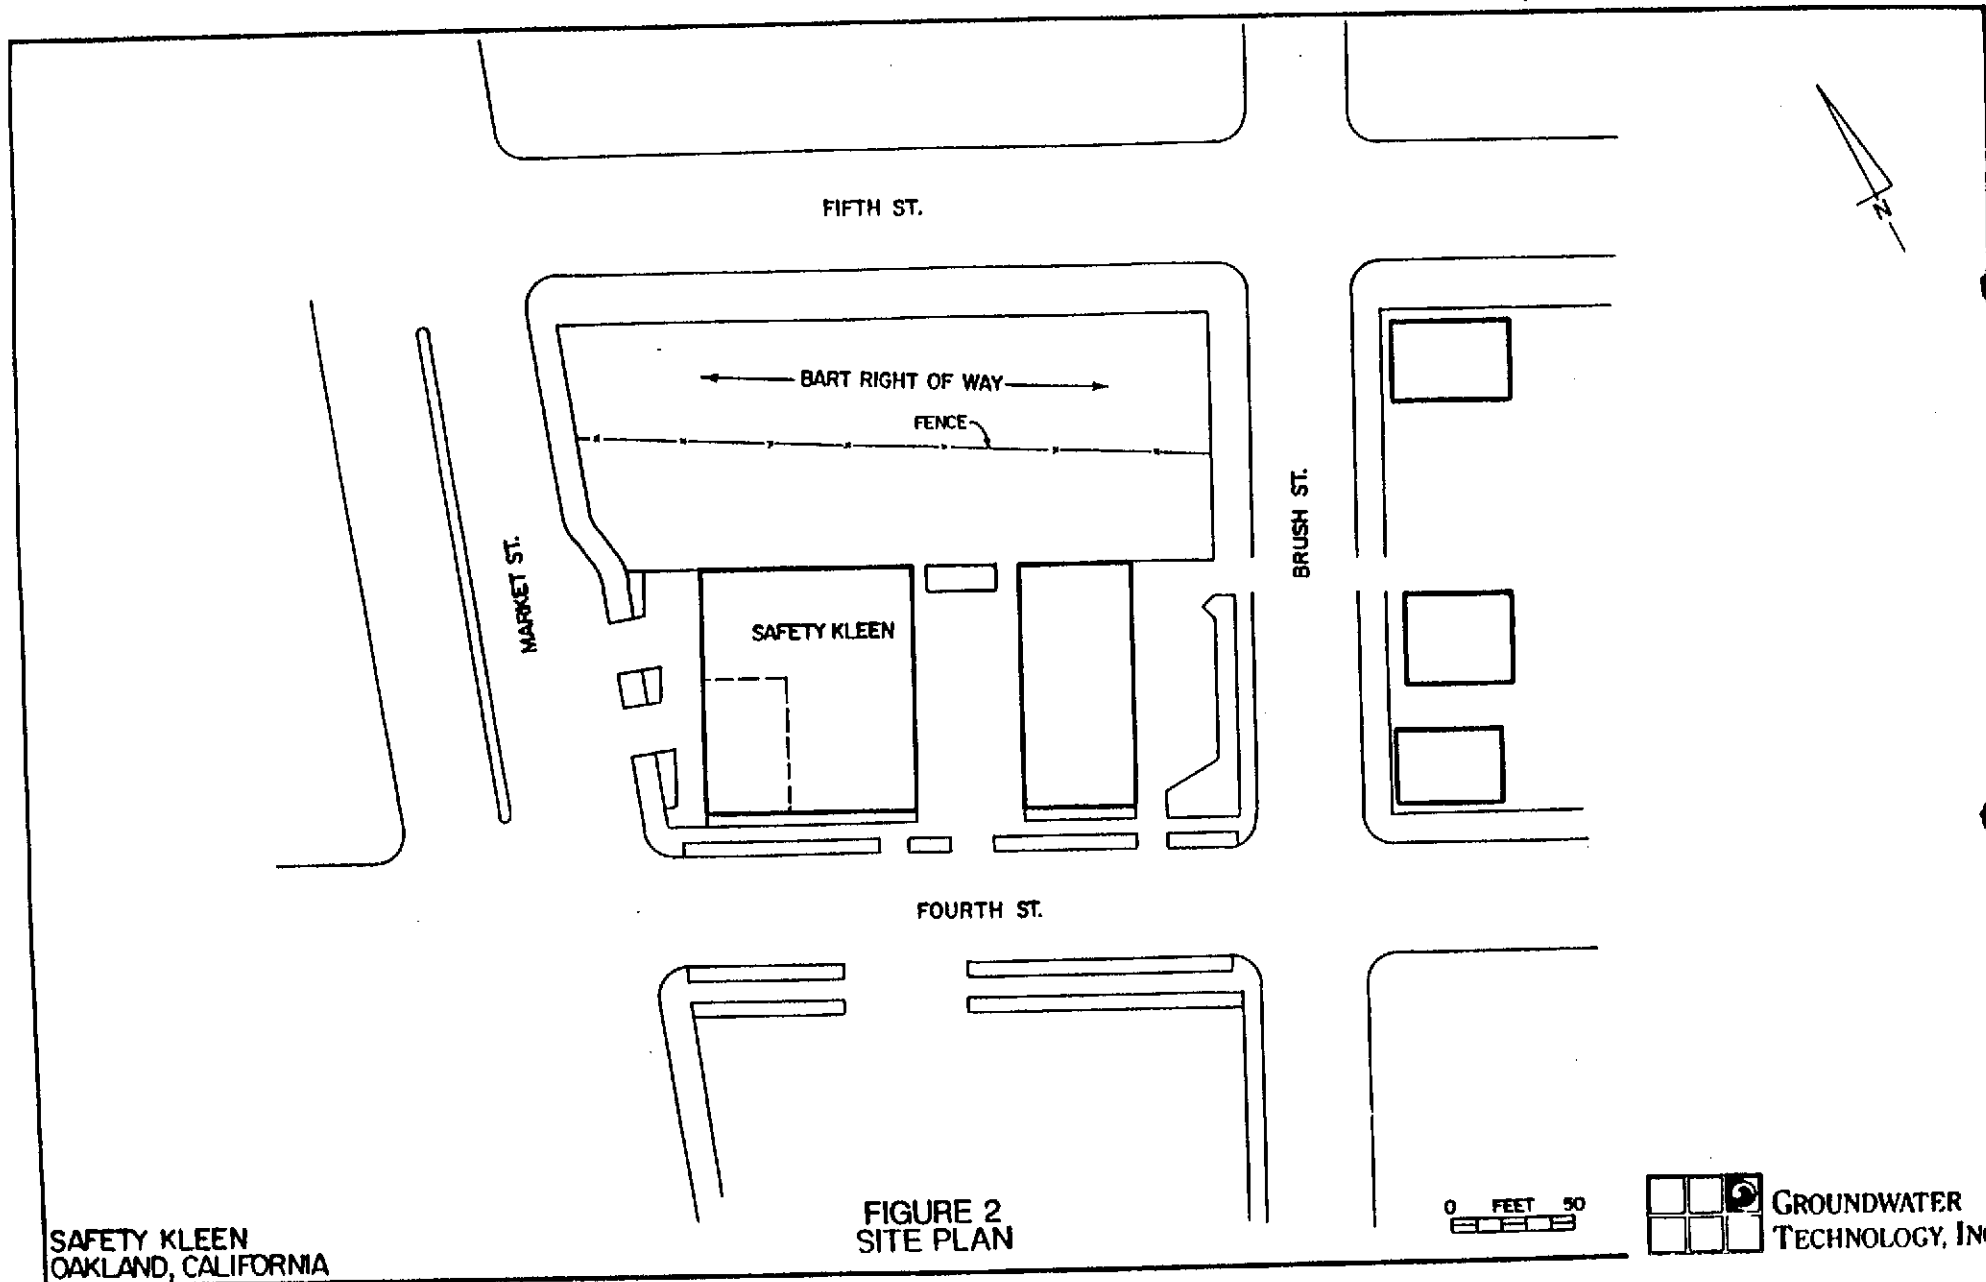 FIFTH ST.
N
BART RIGHT OF WAY
FENCE
BRUSH ST.
MARKET ST.
SAFETY KLEEN
FOURTH ST.
FIGURE 2
SITE PLAN
0 FEET 50
GROUNDWATER
TECHNOLOGY, INC
SAFETY KLEEN
OAKLAND, CALIFORNIA